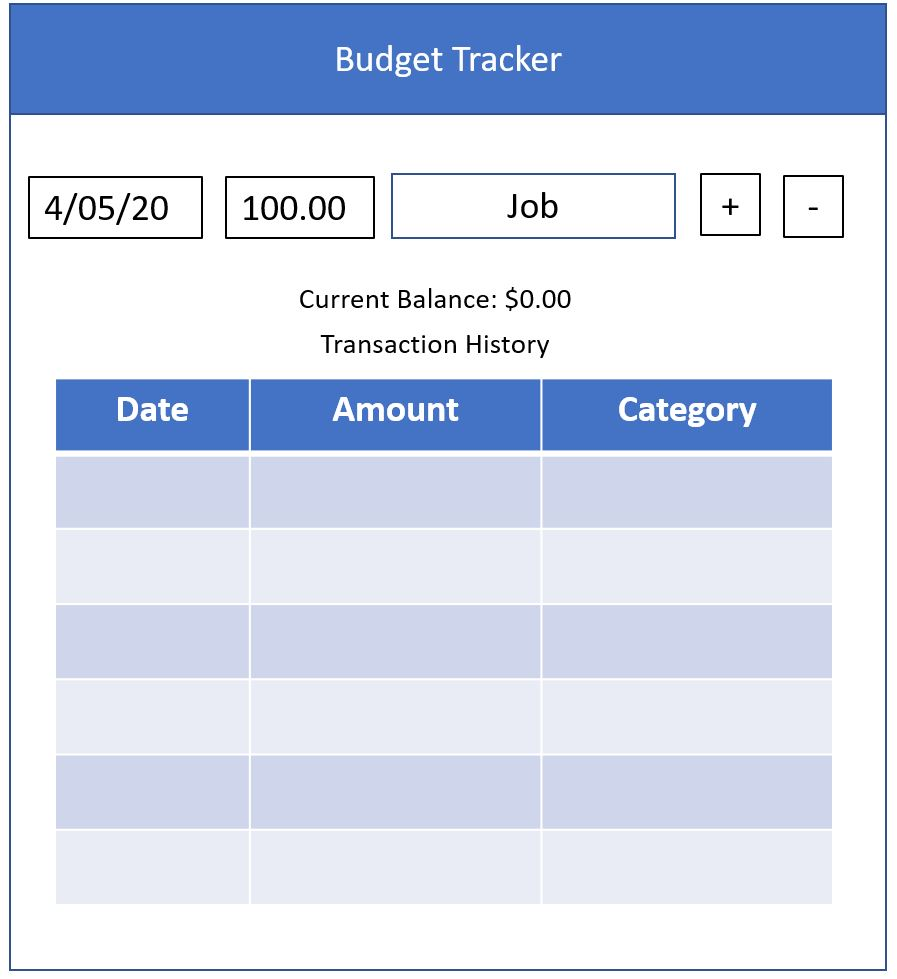 Budget Tracker
4/05/20 100.00 Job + -
Current Balance: $0.00
Transaction History
Date Amount Category